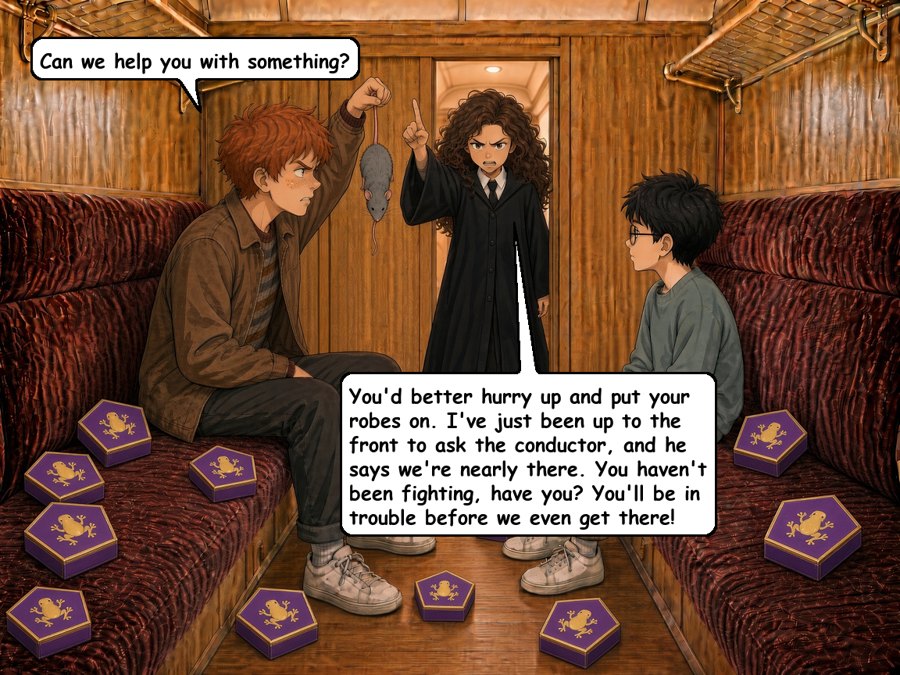 Can we help you with something?
You'd better hurry up and put your
robes on. I've just been up to the
front to ask the conductor, and he
says we're nearly there. You haven't
been fighting, have you? You'll be in
trouble before we even get there!